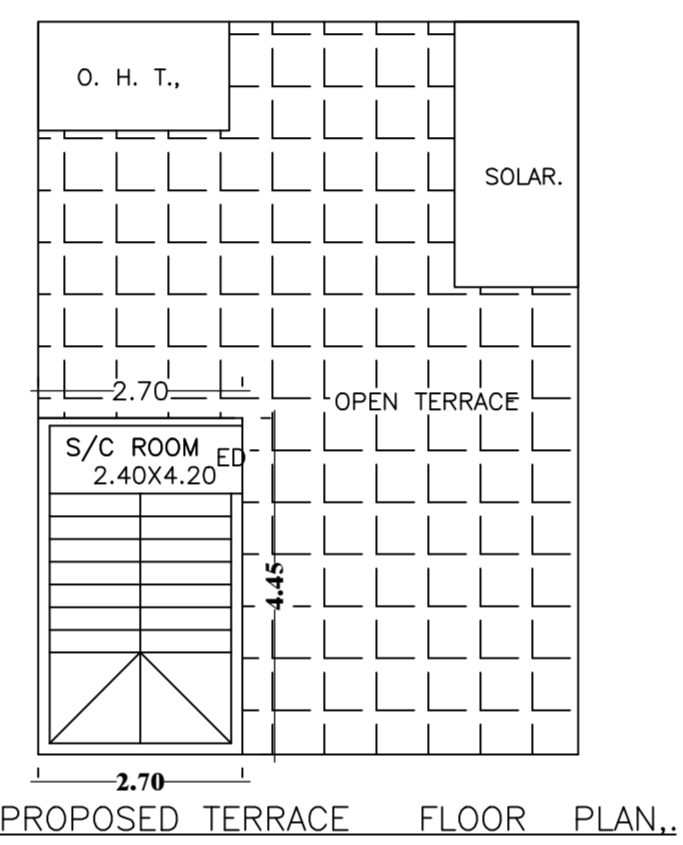 O. H. T.,
SOLAR.
2.70
OPEN TERRACE
S/C ROOM
ED
2.40X4.20
4.45
2.70
PROPOSED TERRACE FLOOR PLAN,.